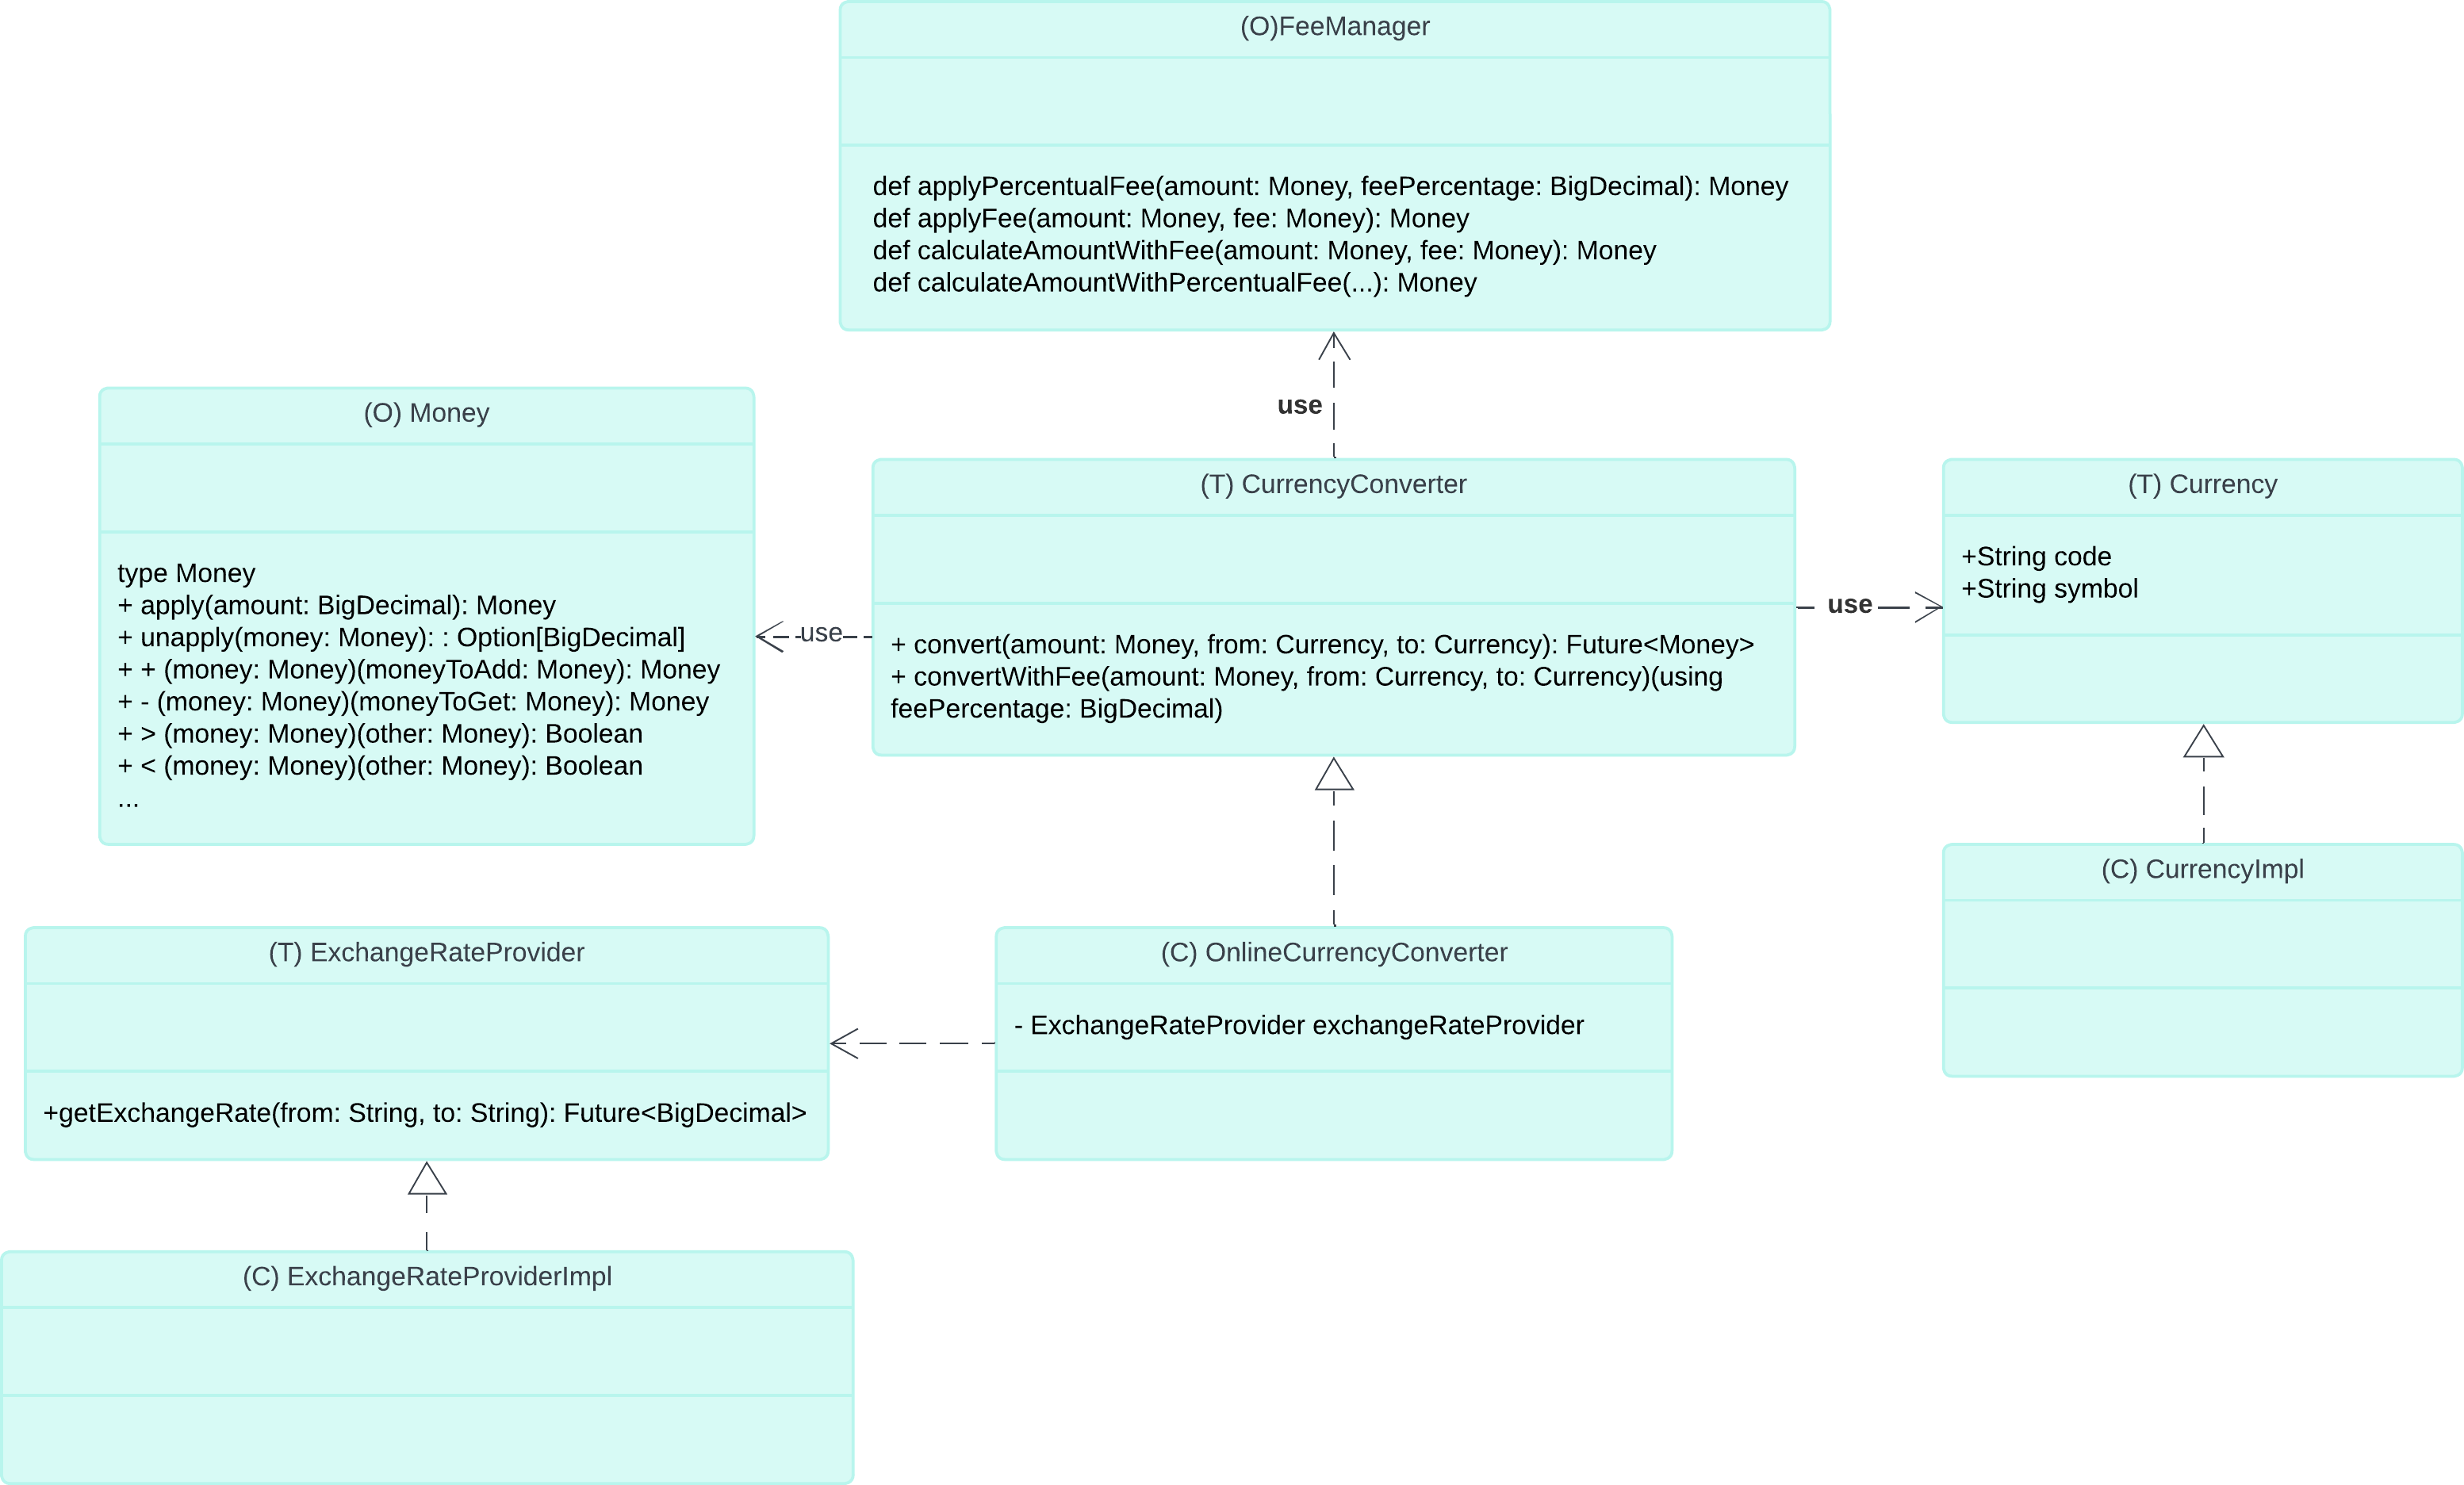 (O)FeeManager
def applyPercentualFee(amount: Money, feePercentage: BigDecimal): Money
def applyFee(amount: Money, fee: Money): Money
def calculateAmountWithFee(amount: Money, fee: Money): Money
def calculateAmountWithPercentualFee(...): Money
use
(O) Money
type Money
+ apply(amount: BigDecimal): Money
+ unapply(money: Money): : Option[BigDecimal]
+ + (money: Money)(moneyToAdd: Money): Money
+ - (money: Money)(moneyToGet: Money): Money
+ > (money: Money)(other: Money): Boolean
+ < (money: Money)(other: Money): Boolean
...
use
(T) CurrencyConverter
+ convert(amount: Money, from: Currency, to: Currency): Future<Money>
+ convertWithFee(amount: Money, from: Currency, to: Currency)(using
feePercentage: BigDecimal)
use
(T) Currency
+String code
+String symbol
(C) CurrencyImpl
(T) ExchangeRateProvider
+getExchangeRate(from: String, to: String): Future<BigDecimal>
(C) OnlineCurrencyConverter
- ExchangeRateProvider exchangeRateProvider
(C) ExchangeRateProviderImpl